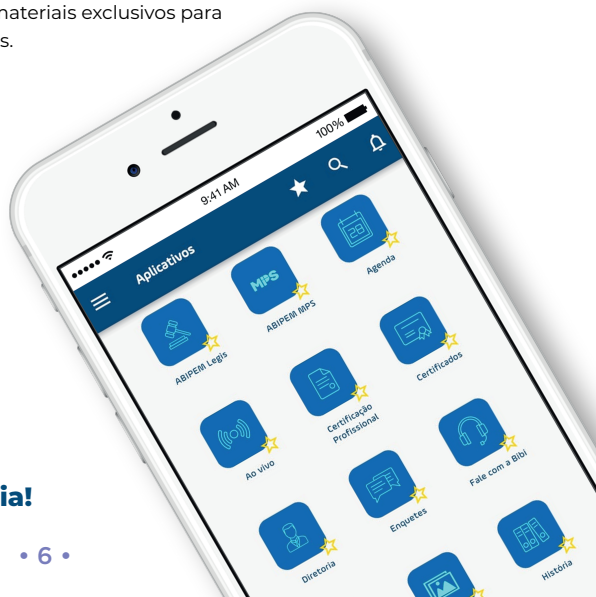 materiais exclusivos para
s.
9:41 AM
100%
Aplicativos
ABIPEM Legis
MPS
ABIPEM MPS
28
Agenda
Ao vivo
Certificação
Profissional
Certificados
Diretoria
Enquetes
Fale com a Bibi
História
ia!
• 6 •